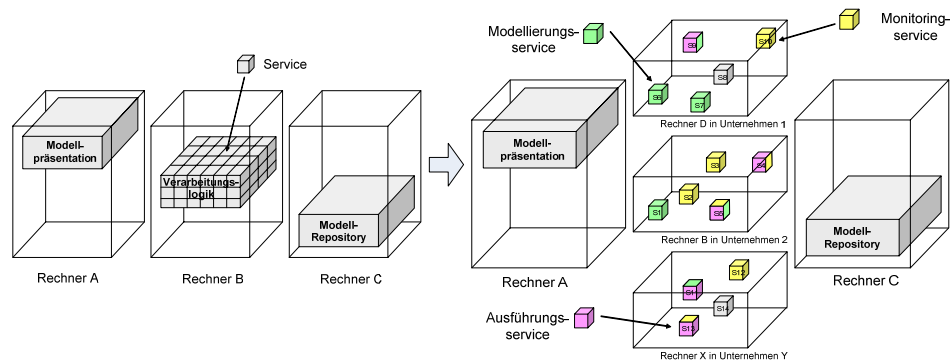 Service
Modell-
präsentation
Verarbeitungs-
logik
Modell-
Repository
Rechner A
Rechner B
Rechner C
Modellierungs-
service
Monitoring-
service
Modell-
präsentation
S9
S10
S8
S6
S7
Rechner D in Unternehmen 1
S3
S4
S2
S1
S5
Rechner B in Unternehmen 2
Modell-
Repository
Rechner A
Rechner C
S12
S11
S14
S13
Ausführungs-
service
Rechner X in Unternehmen Y